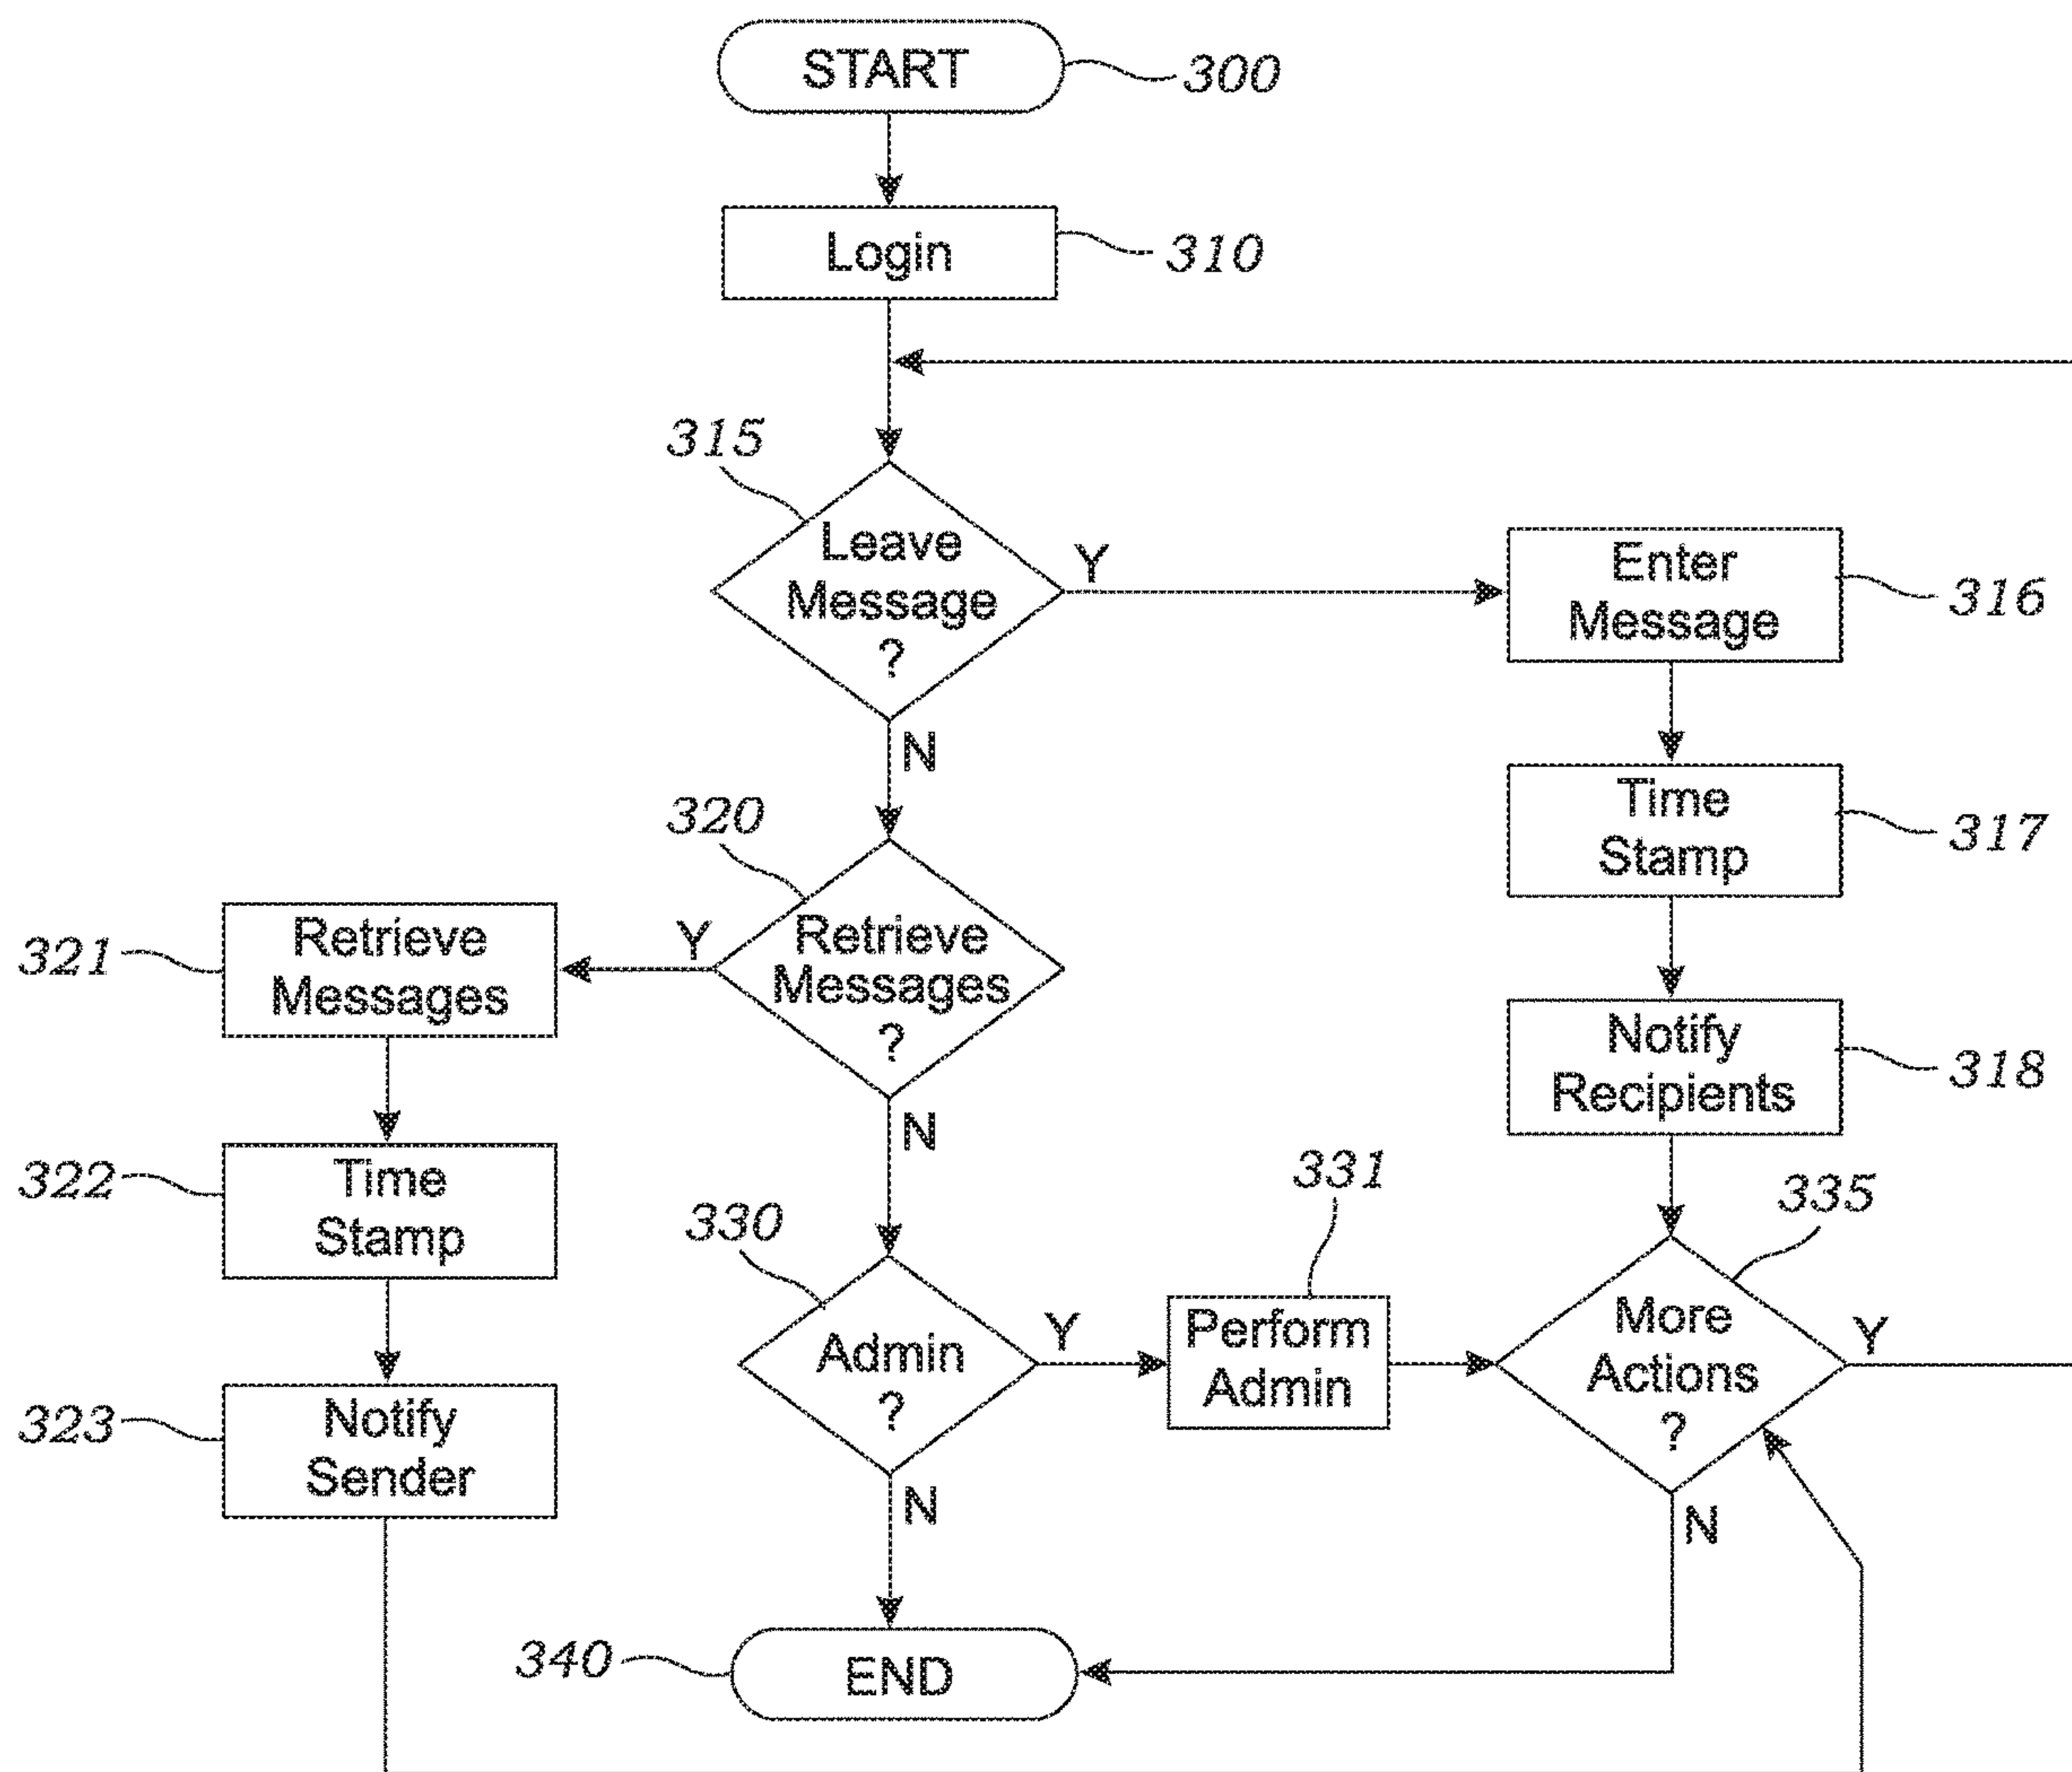 START
300
Login
310
315
Leave
Message
?
Y
N
Enter
Message
316
Time
Stamp
317
320
Retrieve
Messages
?
Y
N
Retrieve
Messages
321
Notify
Recipients
318
Time
Stamp
322
330
Admin
?
Y
N
331
Perform
Admin
335
More
Actions
?
Y
N
Notify
Sender
323
340
END